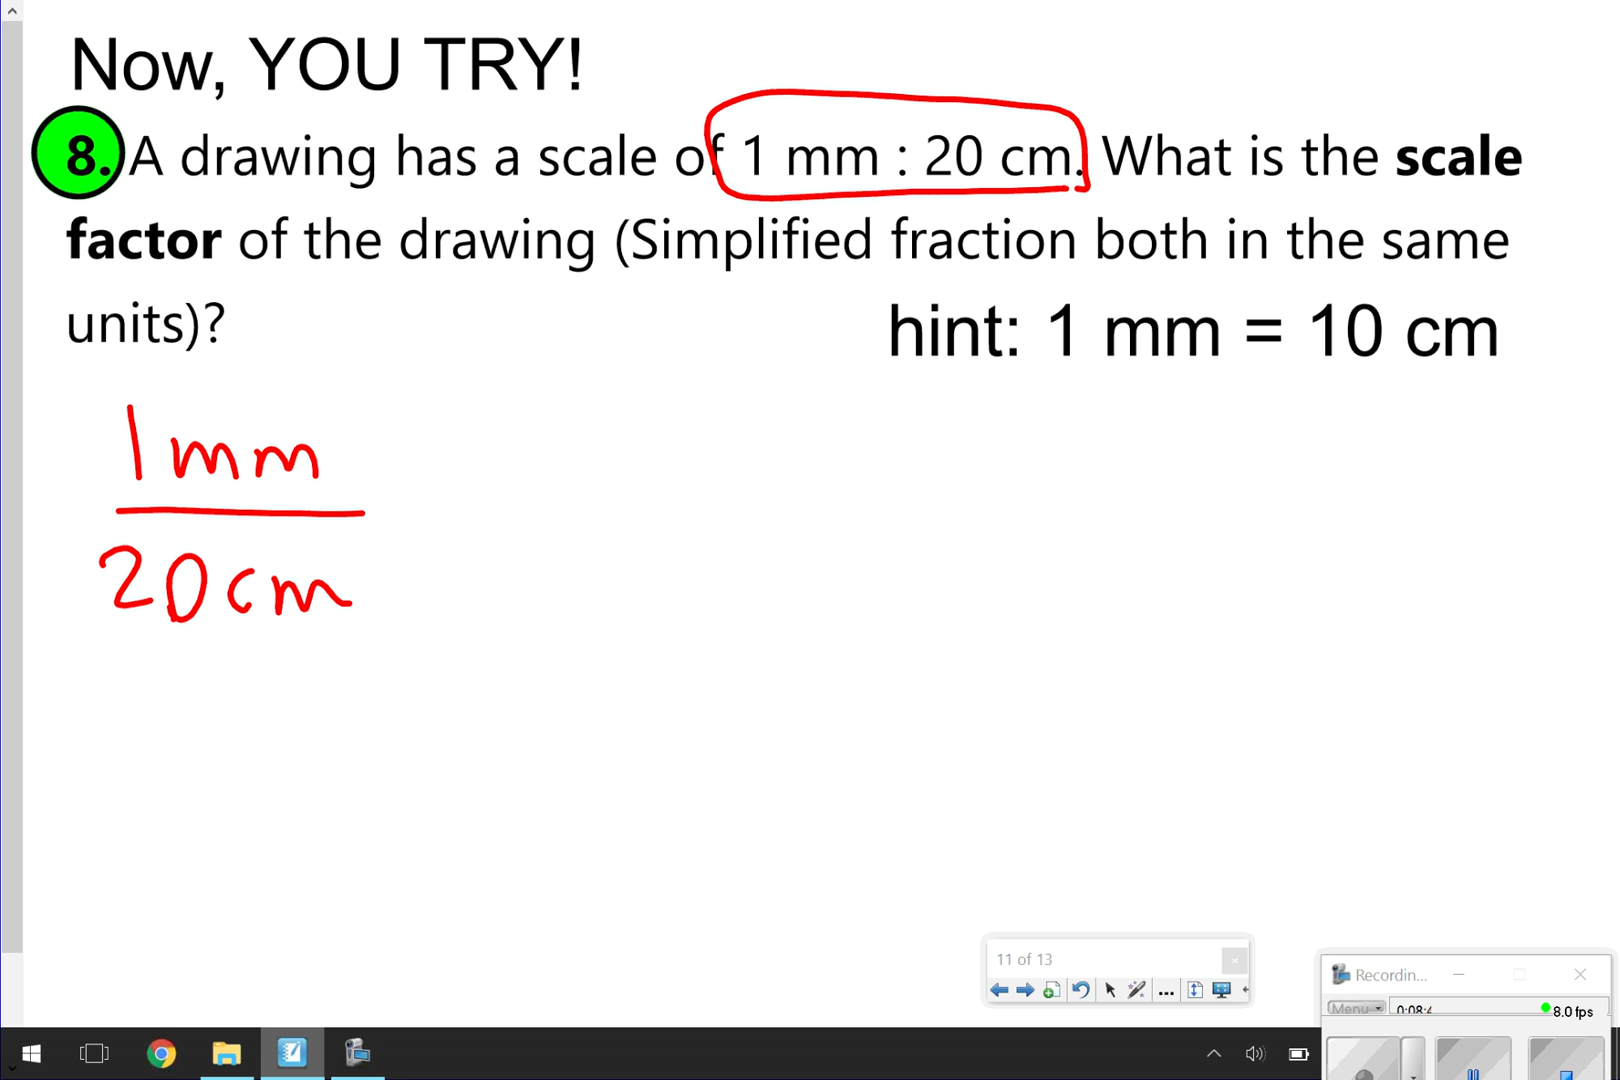 Now, YOU TRY!
8. A drawing has a scale of 1 mm : 20 cm. What is the scale
factor of the drawing (Simplified fraction both in the same
units)?
hint: 1 mm = 10 cm
1mm
20cm
11 of 13
Recordin...
Menu
8.0 fps